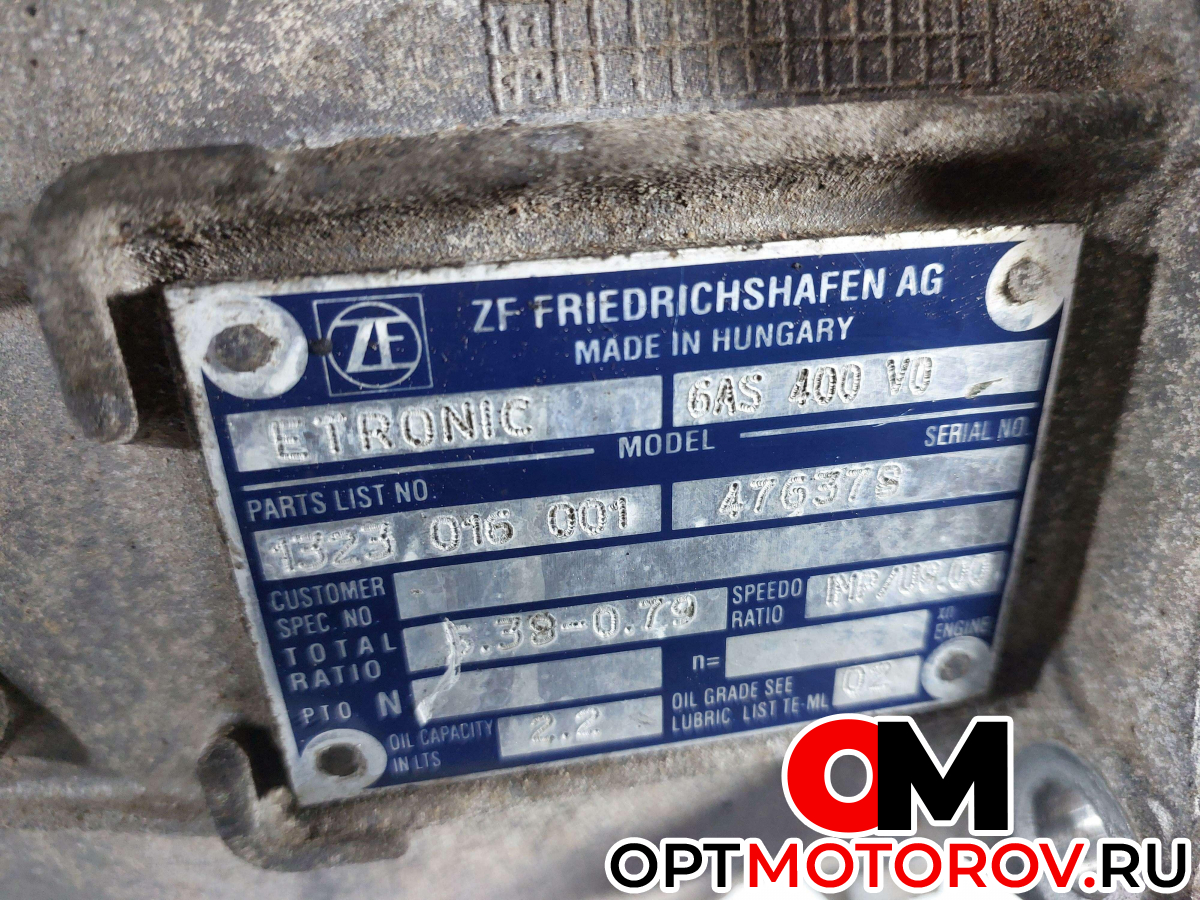 ZF
ZF FRIEDRICHSHAFEN AG
MADE IN HUNGARY
ETRONIC 6AS 400 VO
MODEL SERIAL NO.
PARTS LIST NO.
1323 016 001 476378
CUSTOMER
SPEC. NO.
TOTAL
RATIO
5.38-0.79
SPEEDO
RATIO
PTO N
n=
XΠ
ENGINE
OIL CAPACITY
IN LTS
2.2
OIL GRADE SEE
LUBRIC LIST TE-ML
02
OM
OPTMOTOROV.RU